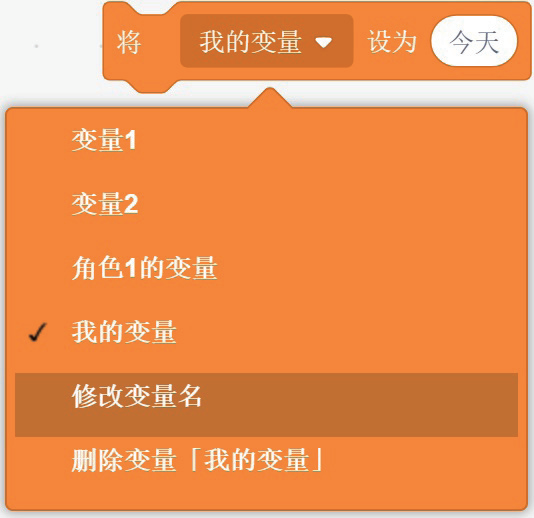 将 我的变量 设为 今天
变量1
变量2
角色1的变量
我的变量
修改变量名
删除变量「我的变量」